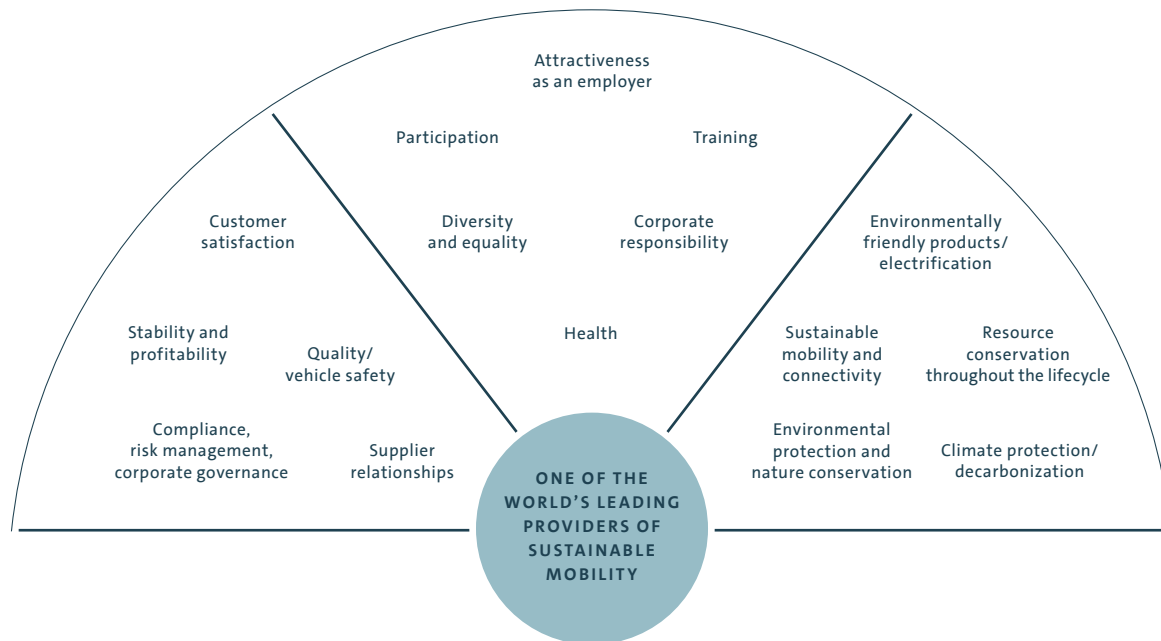 Attractiveness
as an employer
Participation
Training
Customer
satisfaction
Diversity
and equality
Corporate
responsibility
Environmentally
friendly products/
electrification
Stability and
profitability
Quality/
vehicle safety
Health
Sustainable
mobility and
connectivity
Resource
conservation
throughout the lifecycle
Compliance,
risk management,
corporate governance
Supplier
relationships
Environmental
protection and
nature conservation
Climate protection/
decarbonization
ONE OF THE
WORLD’S LEADING
PROVIDERS OF
SUSTAINABLE
MOBILITY